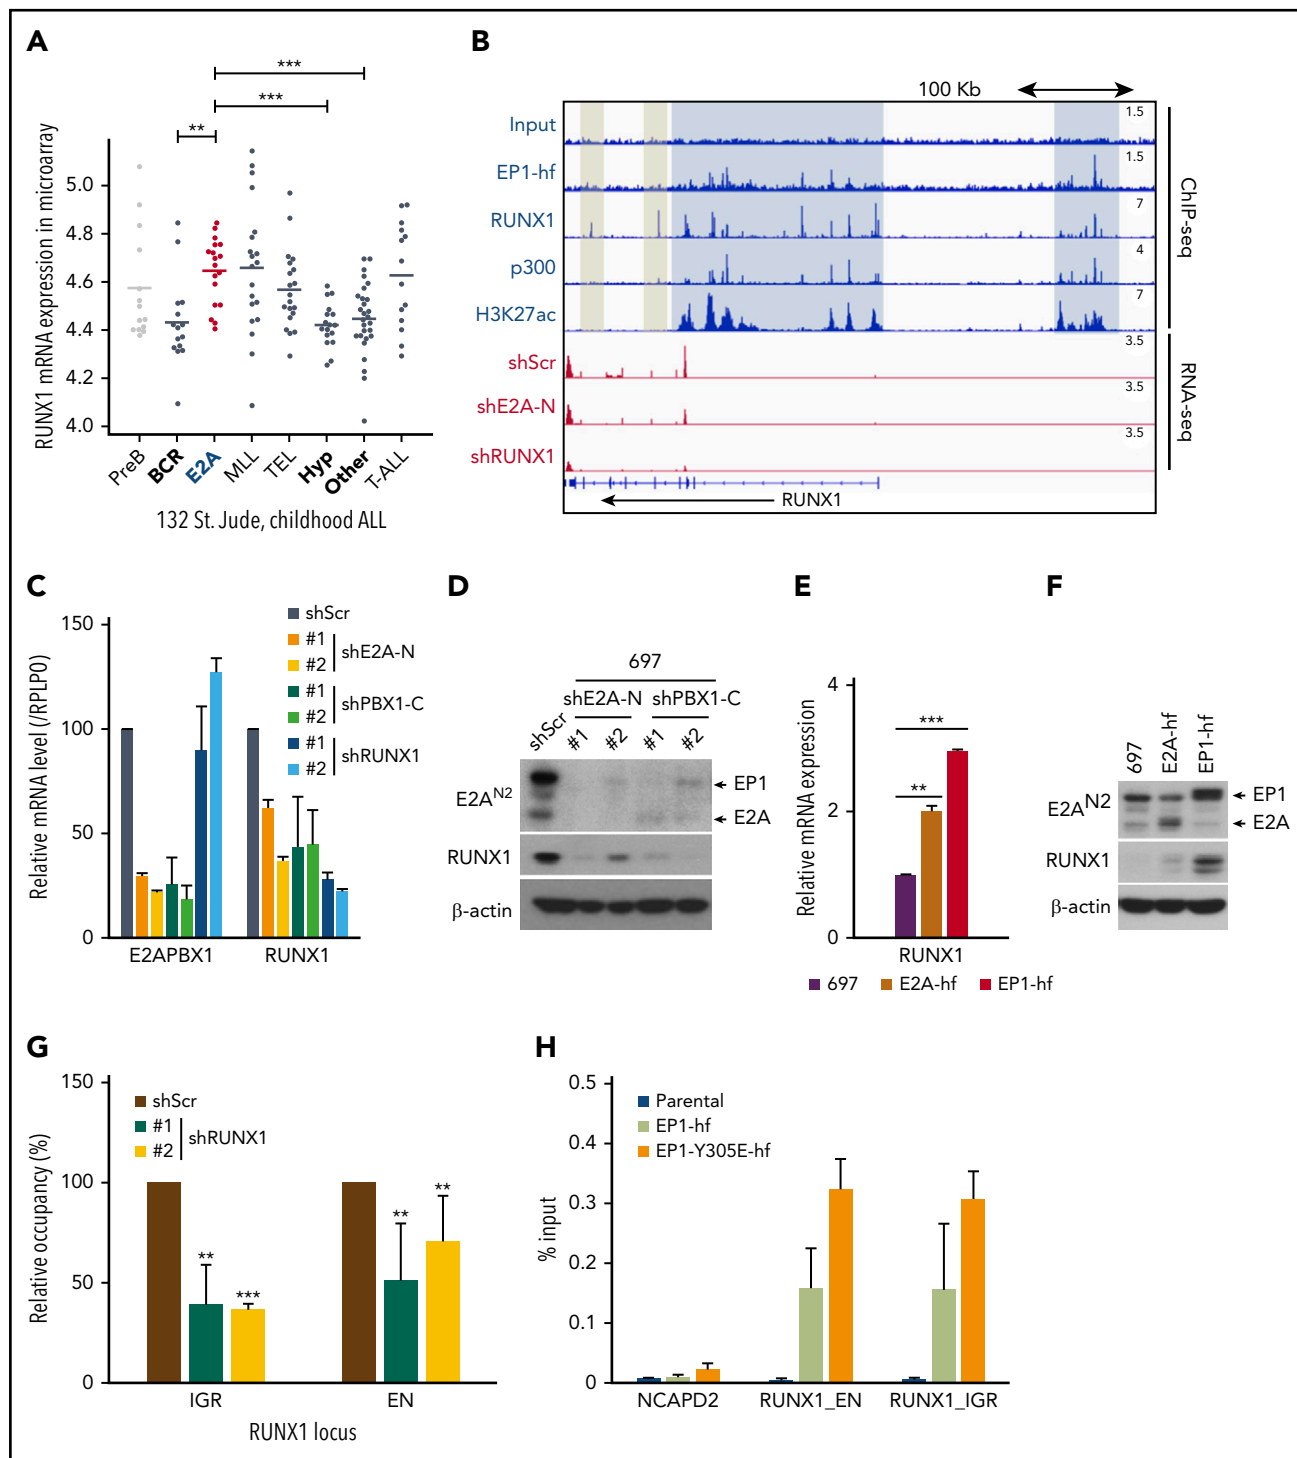 A
***
***
**
RUNX1 mRNA expression in microarray
5.0
4.8
4.6
4.4
4.2
4.0
PreB
BCR
E2A
MLL
TEL
Hyp
Other
T-ALL
132 St. Jude, childhood ALL
B
100 Kb
Input
1.5
EP1-hf
1.5
RUNX1
7
p300
4
H3K27ac
7
shScr
3.5
shE2A-N
3.5
shRUNX1
3.5
ChIP-seq
RNA-seq
RUNX1
C
Relative mRNA level (/RPLP0)
150
100
50
0
shScr
#1
#2
shE2A-N
#1
#2
shPBX1-C
#1
#2
shRUNX1
E2APBX1
RUNX1
D
697
shE2A-N shPBX1-C
shScr
#1
#2
#1
#2
E2A^N2
EP1
E2A
RUNX1
β-actin
E
Relative mRNA expression
4
2
0
***
**
RUNX1
697
E2A-hf
EP1-hf
F
697
E2A-hf
EP1-hf
E2A^N2
EP1
E2A
RUNX1
β-actin
G
Relative occupancy (%)
150
100
50
0
shScr
#1
#2
shRUNX1
**
***
**
**
IGR
EN
RUNX1 locus
H
% input
0.5
0.4
0.3
0.2
0.1
0
Parental
EP1-hf
EP1-Y305E-hf
NCAPD2
RUNX1_EN
RUNX1_IGR